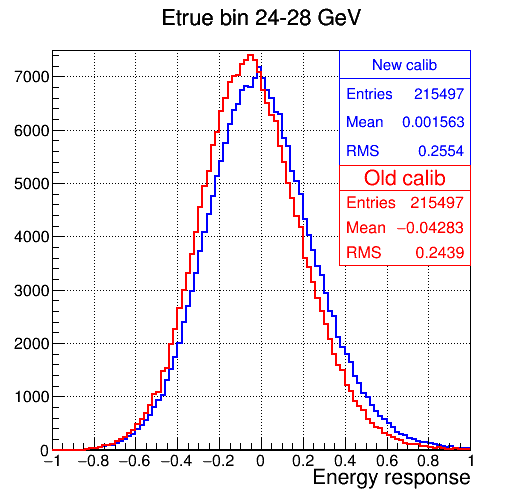 Etrue bin 24-28 GeV
New calib
Entries 215497
Mean 0.001563
RMS 0.2554
Old calib
Entries 215497
Mean −0.04283
RMS 0.2439
7000
6000
5000
4000
3000
2000
1000
0
−1 −0.8 −0.6 −0.4 −0.2 0 0.2 0.4 0.6 0.8 1
Energy response